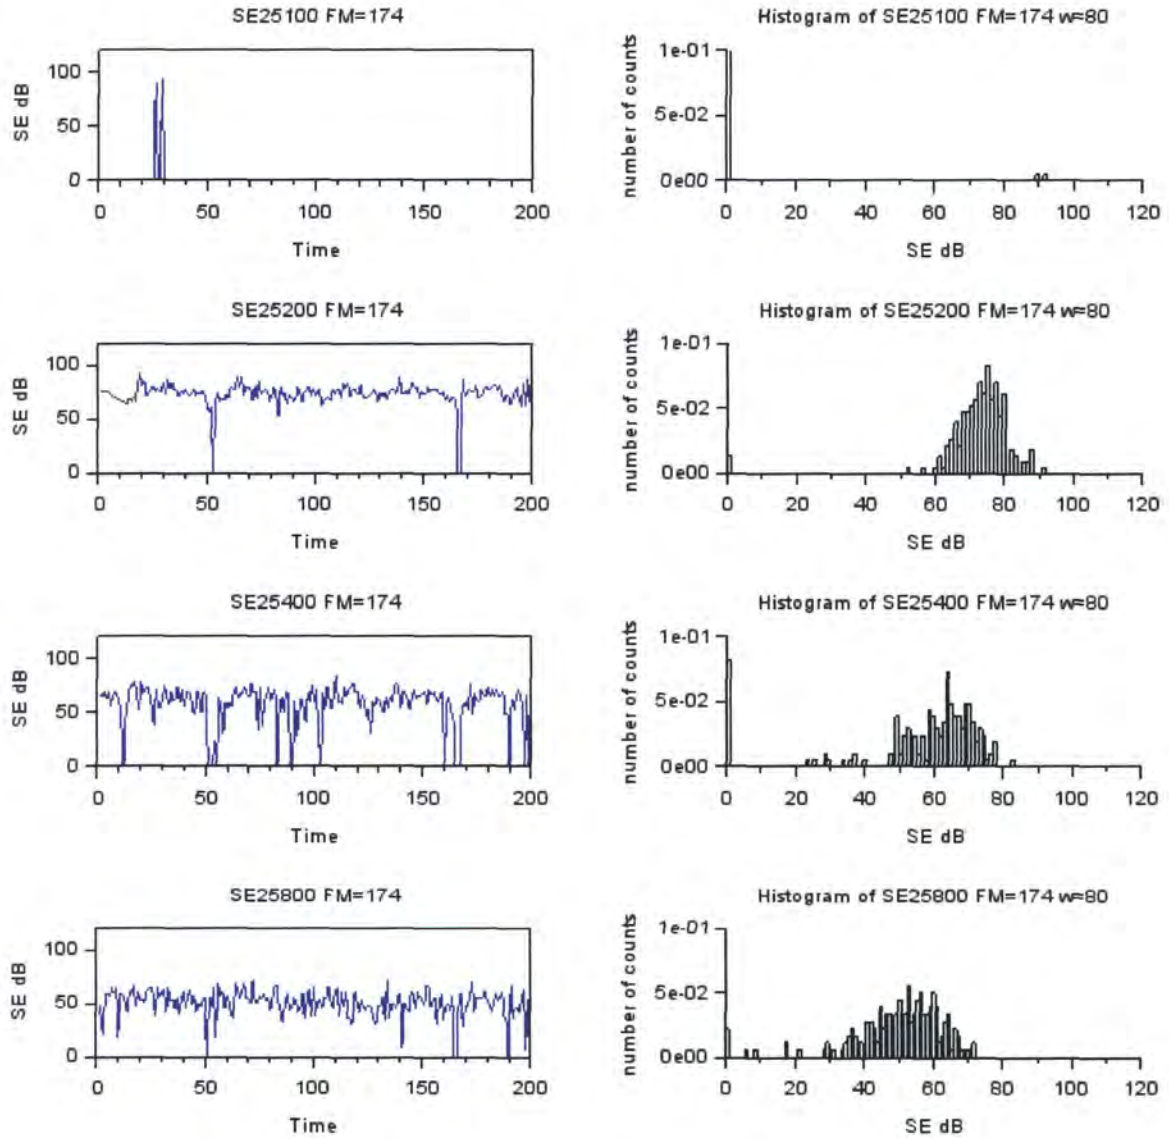 SE25100 FM=174
Histogram of SE25100 FM=174 w=80
SE dB
100
50
0
0 50 100 150 200
Time
number of counts
1e-01
5e-02
0e00
0 20 40 60 80 100 120
SE dB
SE25200 FM=174
Histogram of SE25200 FM=174 w=80
SE dB
100
50
0
0 50 100 150 200
Time
number of counts
1e-01
5e-02
0e00
0 20 40 60 80 100 120
SE dB
SE25400 FM=174
Histogram of SE25400 FM=174 w=80
SE dB
100
50
0
0 50 100 150 200
Time
number of counts
1e-01
5e-02
0e00
0 20 40 60 80 100 120
SE dB
SE25800 FM=174
Histogram of SE25800 FM=174 w=80
SE dB
100
50
0
0 50 100 150 200
Time
number of counts
1e-01
5e-02
0e00
0 20 40 60 80 100 120
SE dB